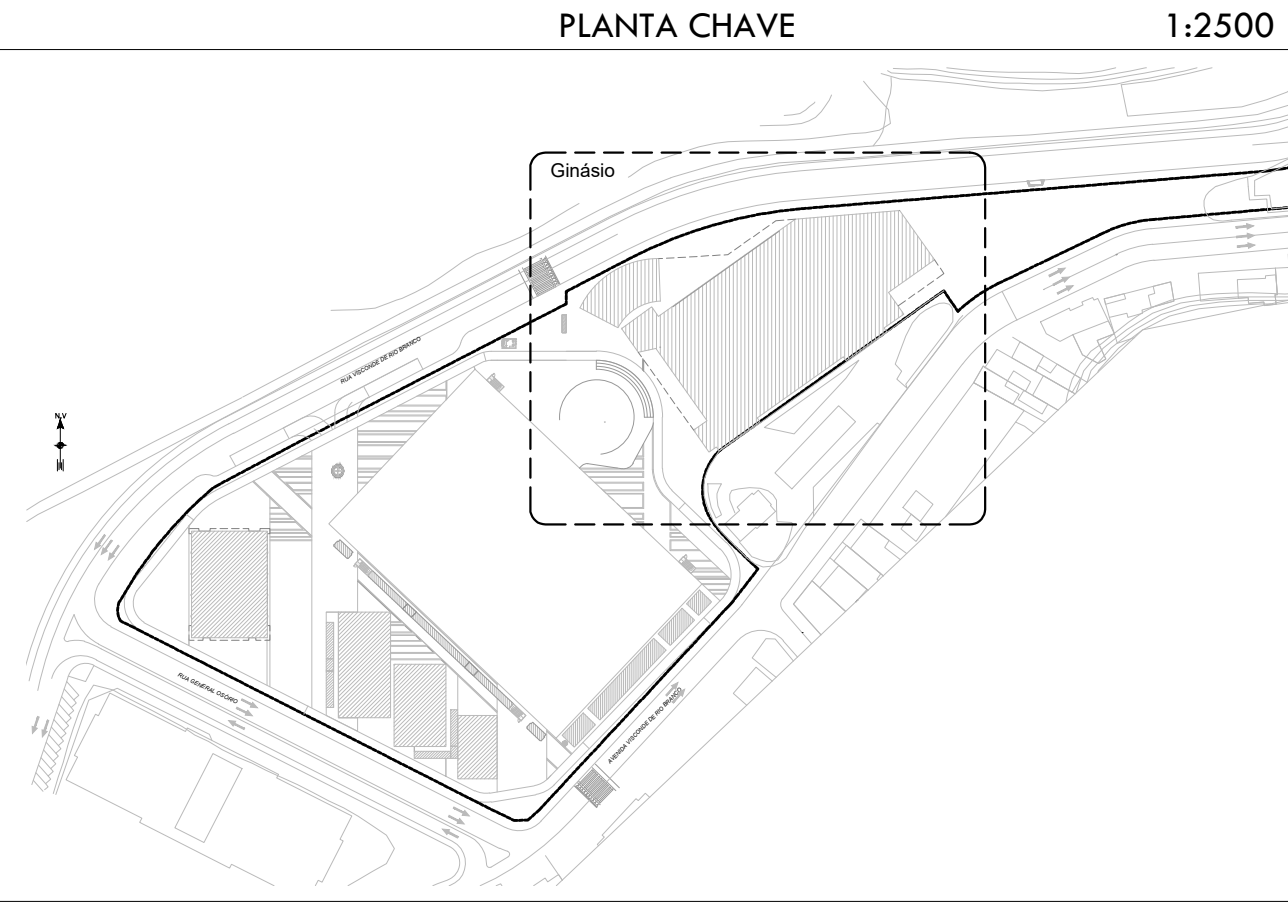 PLANTA CHAVE
1:2500
Ginásio
RUA VISCONDE DE RIO BRANCO
N.V
RUA GENERAL OSÓRIO
AVENIDA VISCONDE DE RIO BRANCO